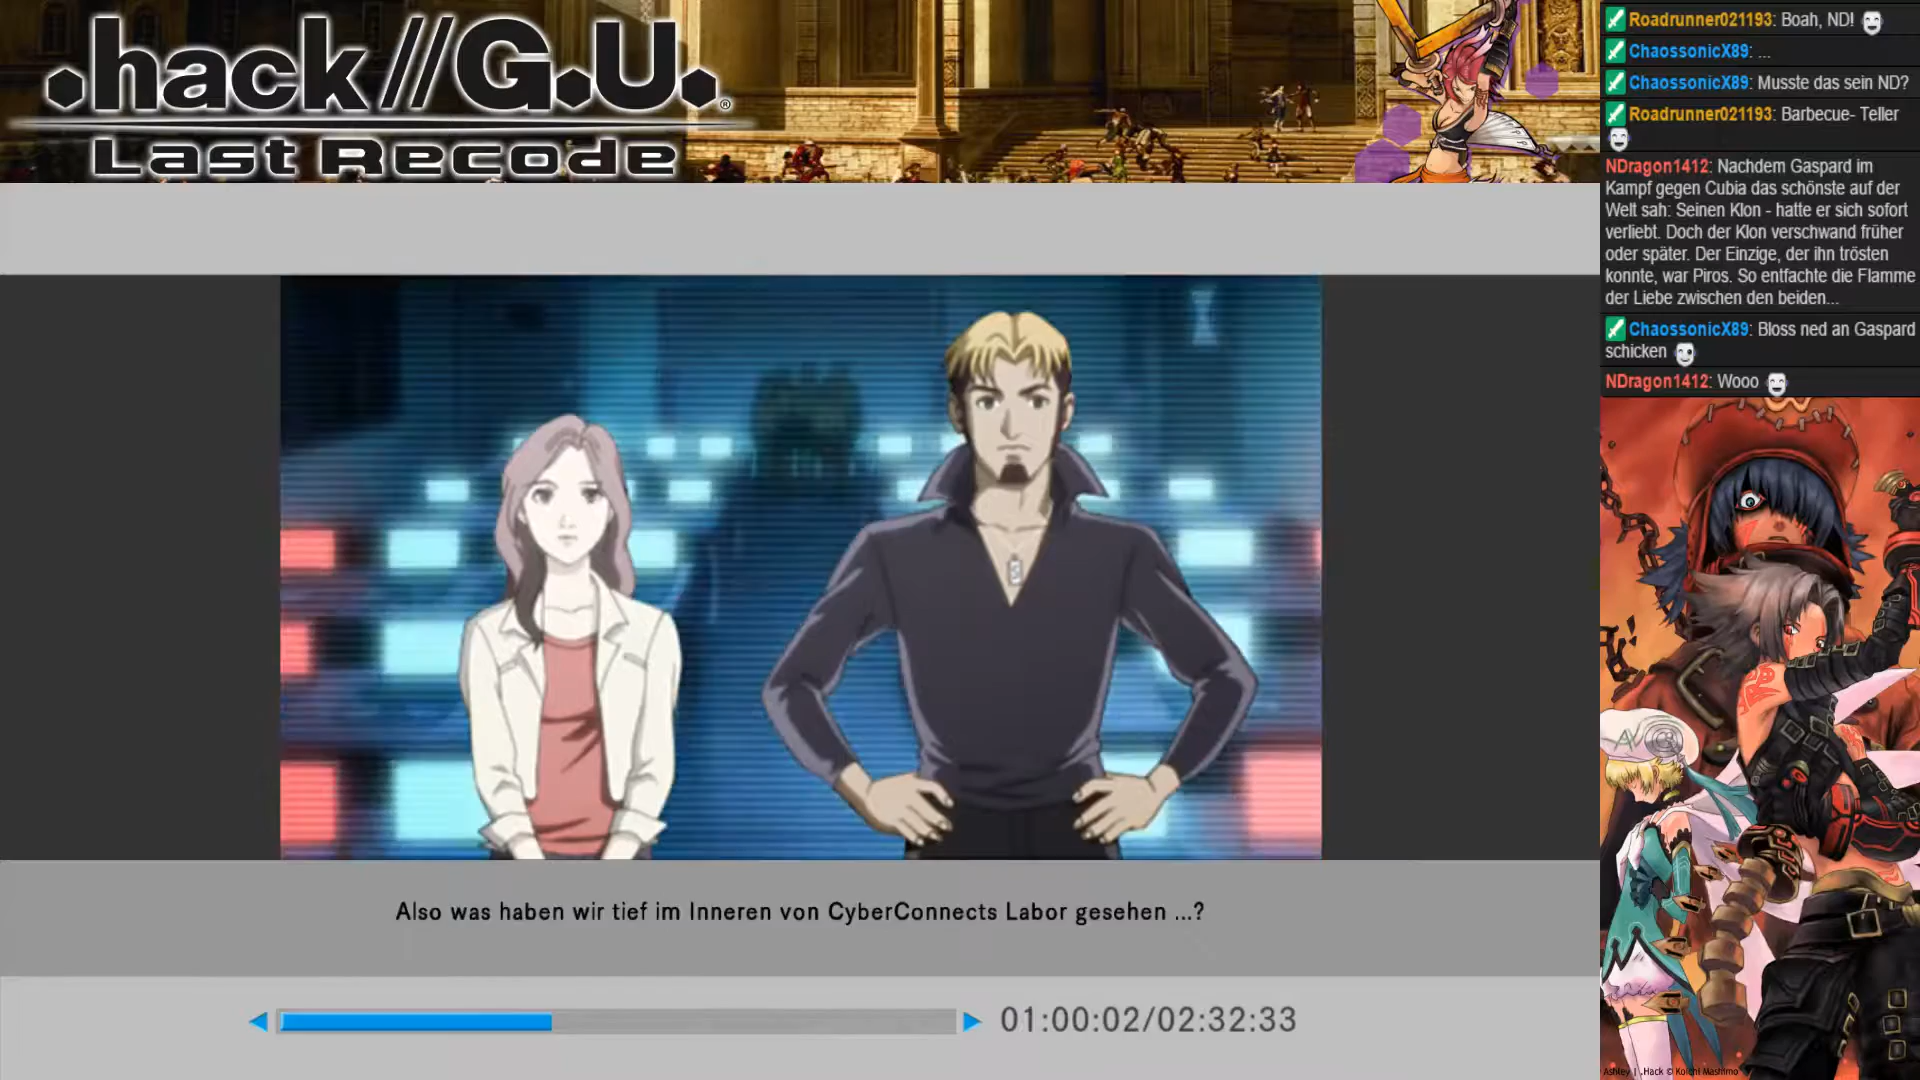 .hack//G.U.®
Last Recode
Roadrunner021193: Boah, ND!
ChaossonicX89: ...
ChaossonicX89: Musste das sein ND?
Roadrunner021193: Barbecue- Teller
NDragon1412: Nachdem Gaspard im
Kampf gegen Cubia das schönste auf der
Welt sah: Seinen Klon - hatte er sich sofort
verliebt. Doch der Klon verschwand früher
oder später. Der Einzige, der ihn trösten
konnte, war Piros. So entfachte die Flamme
der Liebe zwischen den beiden...
ChaossonicX89: Bloss ned an Gaspard
schicken
NDragon1412: Wooo
Also was haben wir tief im Inneren von CyberConnects Labor gesehen ...?
01:00:02/02:32:33
Ashley | .Hack © Koichi Mashimo